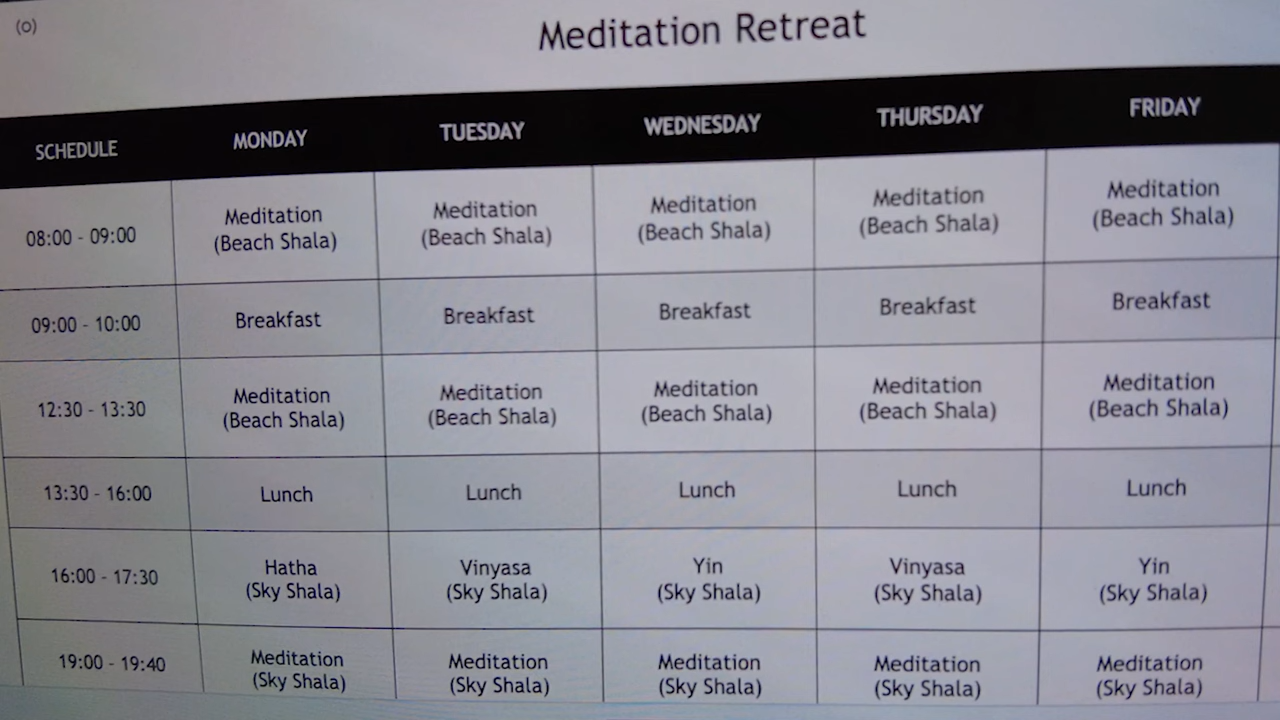 (o)
Meditation Retreat
SCHEDULE MONDAY TUESDAY WEDNESDAY THURSDAY FRIDAY
08:00 - 09:00 Meditation (Beach Shala) Meditation (Beach Shala) Meditation (Beach Shala) Meditation (Beach Shala) Meditation (Beach Shala)
09:00 - 10:00 Breakfast Breakfast Breakfast Breakfast Breakfast
12:30 - 13:30 Meditation (Beach Shala) Meditation (Beach Shala) Meditation (Beach Shala) Meditation (Beach Shala) Meditation (Beach Shala)
13:30 - 16:00 Lunch Lunch Lunch Lunch Lunch
16:00 - 17:30 Hatha (Sky Shala) Vinyasa (Sky Shala) Yin (Sky Shala) Vinyasa (Sky Shala) Yin (Sky Shala)
19:00 - 19:40 Meditation (Sky Shala) Meditation (Sky Shala) Meditation (Sky Shala) Meditation (Sky Shala) Meditation (Sky Shala)